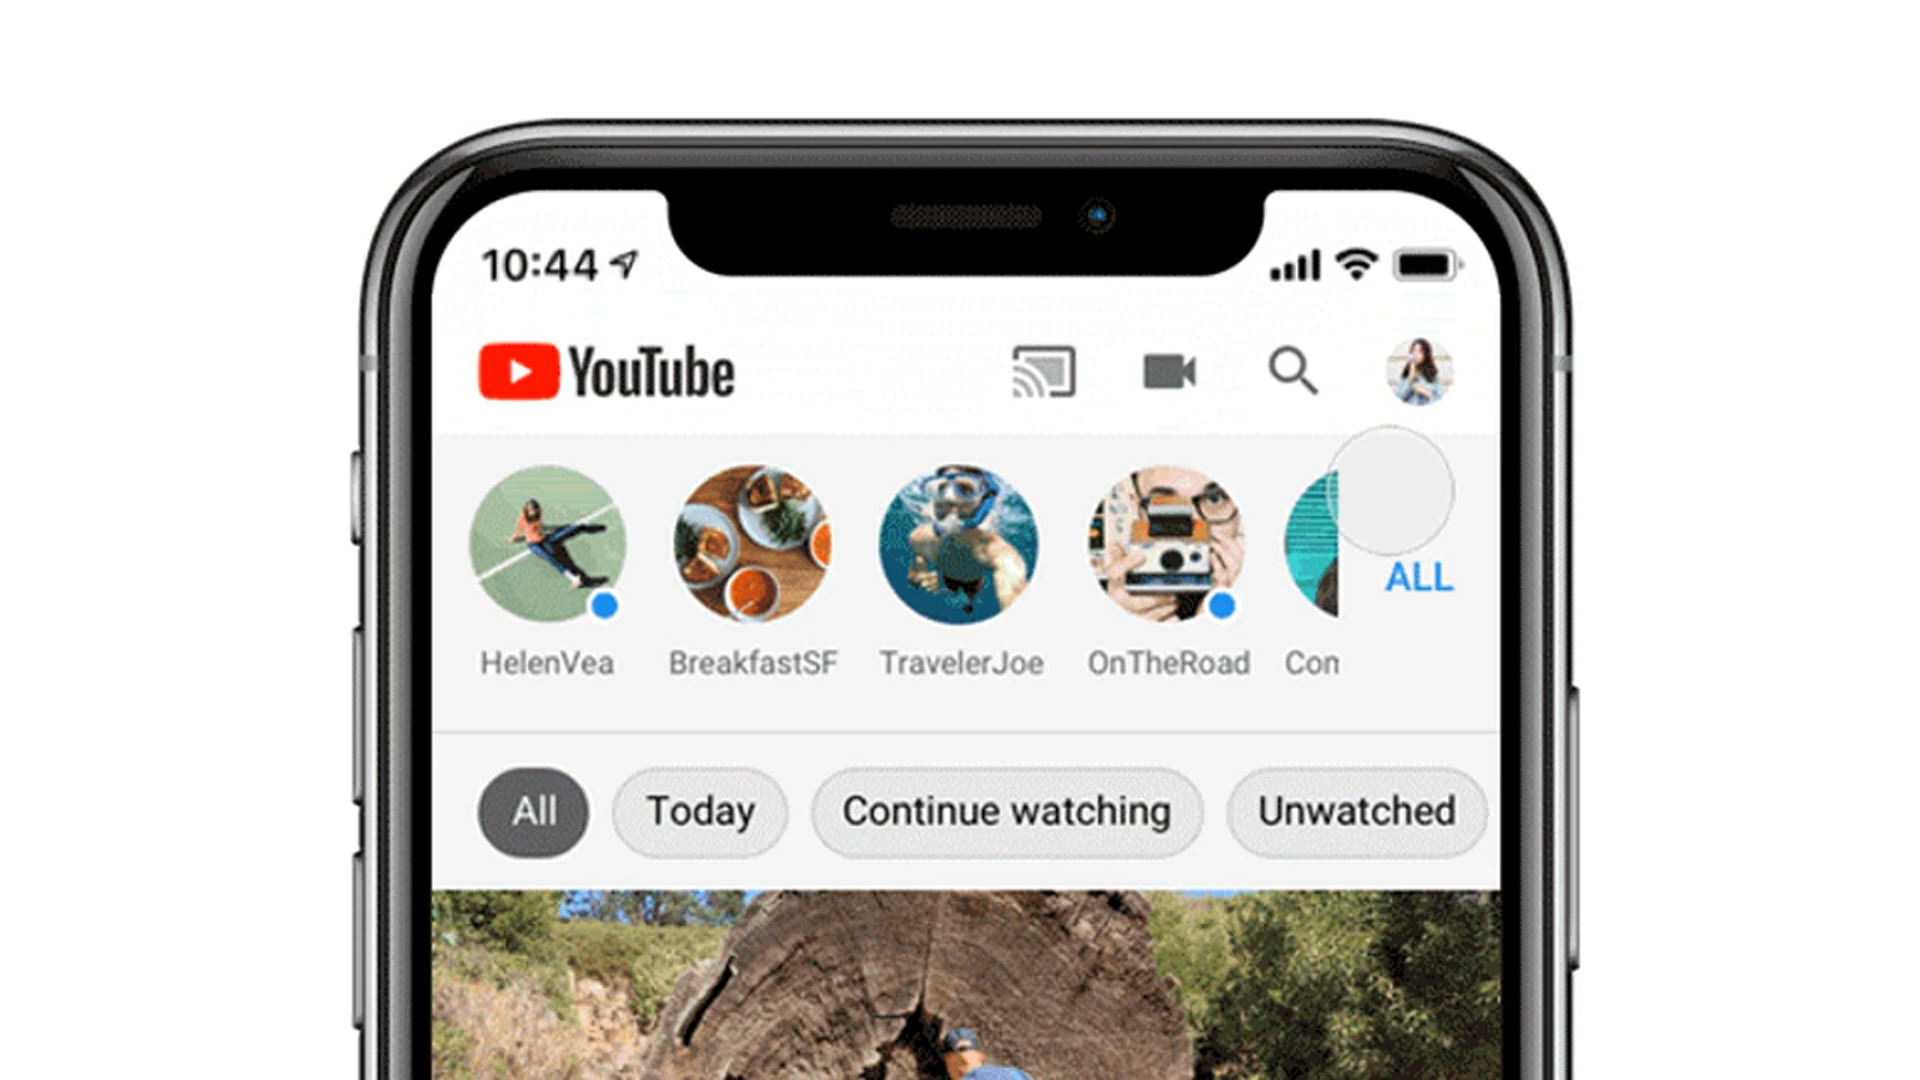 10:44
YouTube
ALL
HelenVea BreakfastSF TravelerJoe OnTheRoad Con
All Today Continue watching Unwatched